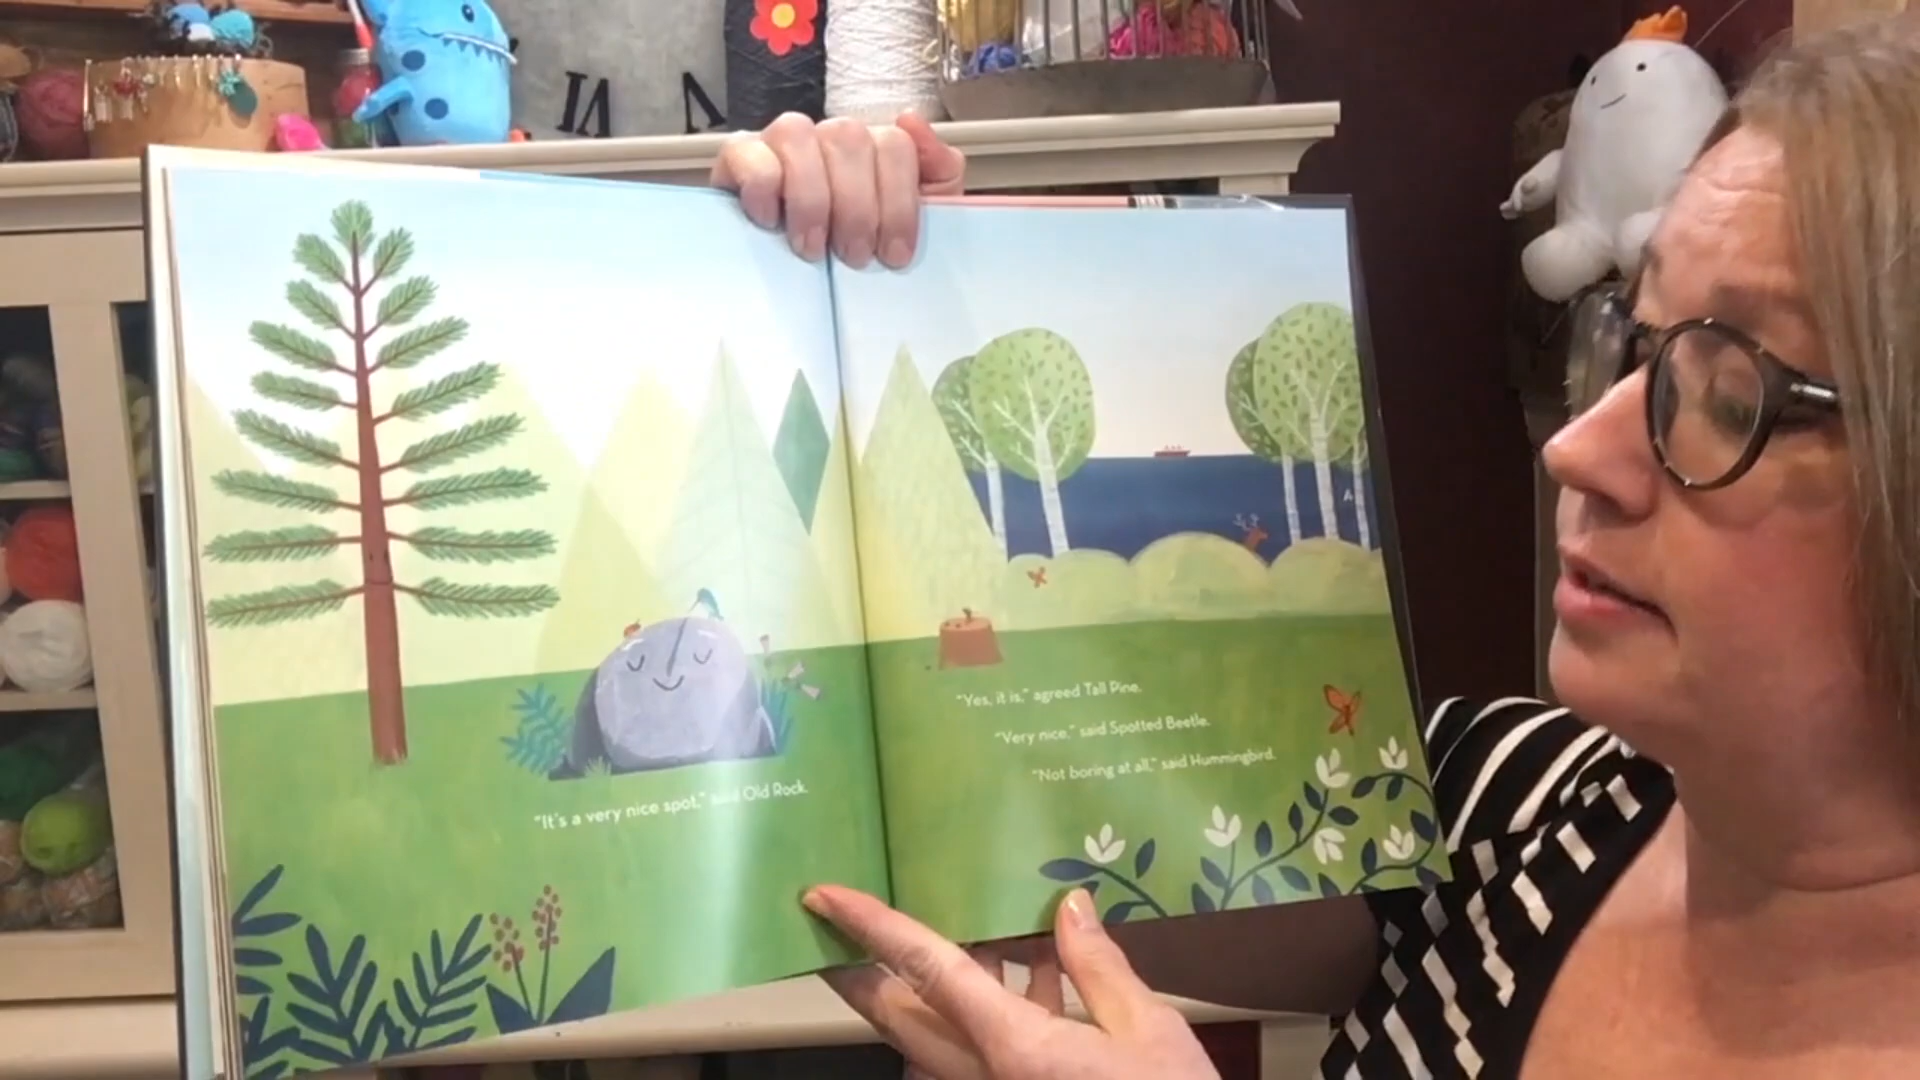 "It's a very nice spot," said Old Rock.
"Yes, it is," agreed Tall Pine.
"Very nice," said Spotted Beetle.
"Not boring at all," said Hummingbird.